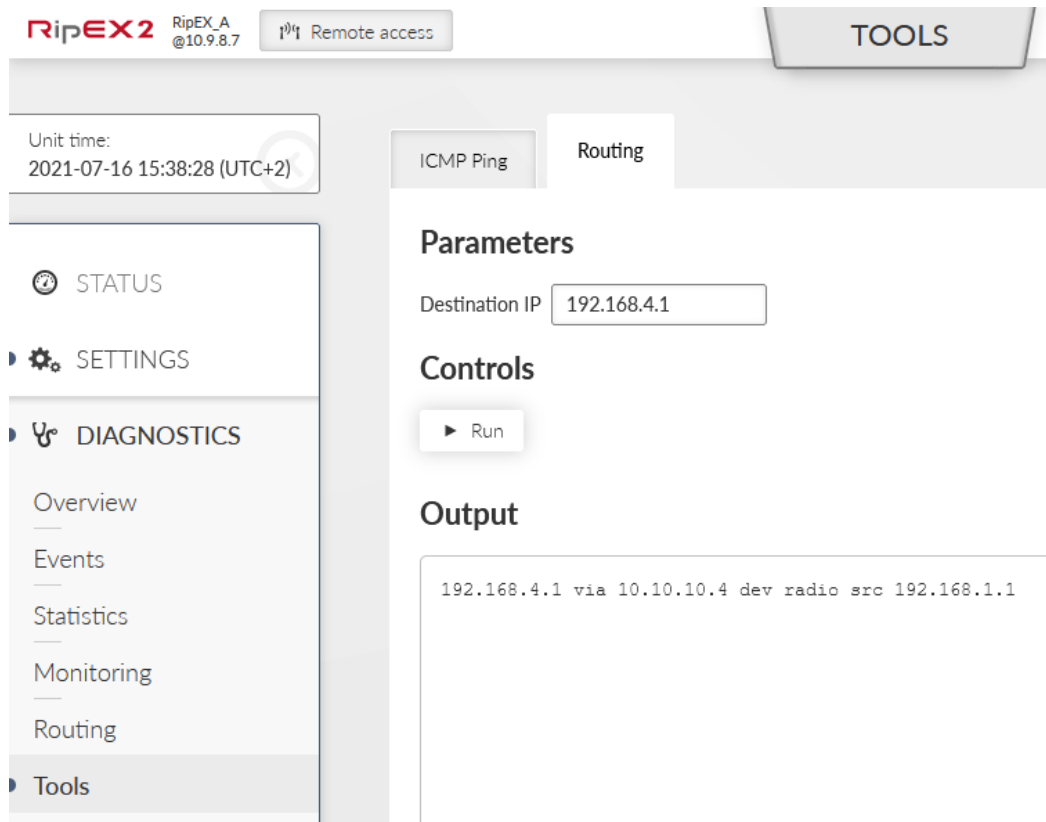 RipEX2
RipEX_A
@10.9.8.7
Remote access
TOOLS
Unit time:
2021-07-16 15:38:28 (UTC+2)
STATUS
SETTINGS
DIAGNOSTICS
Overview
Events
Statistics
Monitoring
Routing
Tools
ICMP Ping
Routing
Parameters
Destination IP 192.168.4.1
Controls
Run
Output
192.168.4.1 via 10.10.10.4 dev radio src 192.168.1.1